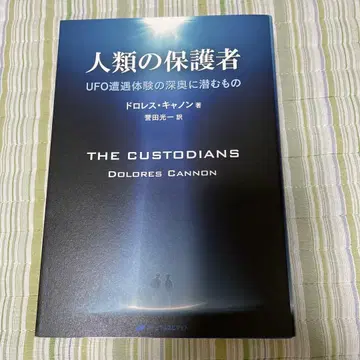 人類の保護者
UFO遭遇体験の深奥に潜むもの
ドロレス・キャノン 著
誉田光一 訳
THE CUSTODIANS
DOLORES CANNON